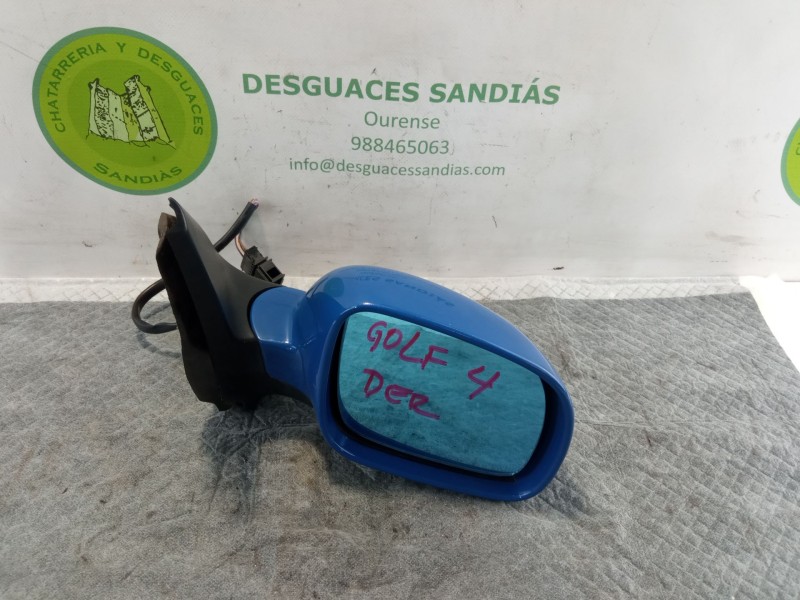 CHATARRERIA Y DESGUACES
SANDIÁS
DESGUACES SANDIÁS
Ourense
988465063
info@desguacessandias.com
GOLF 4
DER